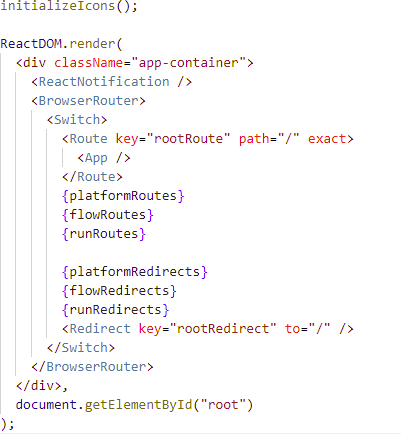 initializeIcons();
ReactDOM.render(
<div className="app-container">
<ReactNotification />
<BrowserRouter>
<Switch>
<Route key="rootRoute" path="/" exact>
<App />
</Route>
{platformRoutes}
{flowRoutes}
{runRoutes}
{platformRedirects}
{flowRedirects}
{runRedirects}
<Redirect key="rootRedirect" to="/" />
</Switch>
</BrowserRouter>
</div>,
document.getElementById("root")
);